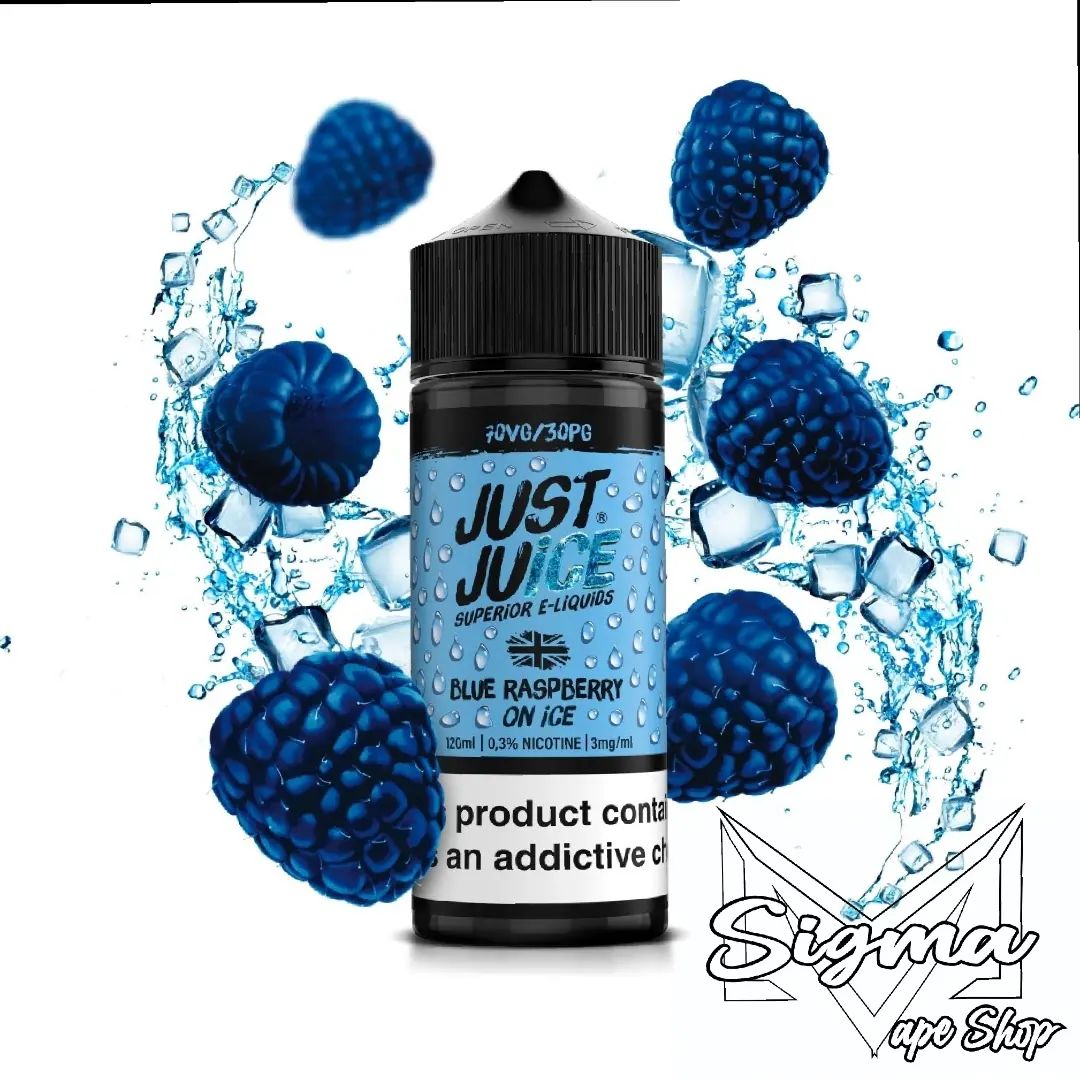 OPEN
70VG/30PG
JUST
JUICE
SUPERIOR E-LIQUIDS
BLUE RASPBERRY
ON ICE
120ml | 0,3% NICOTINE | 3mg/ml
product conta
an addictive ch
Sigma
Vape Shop